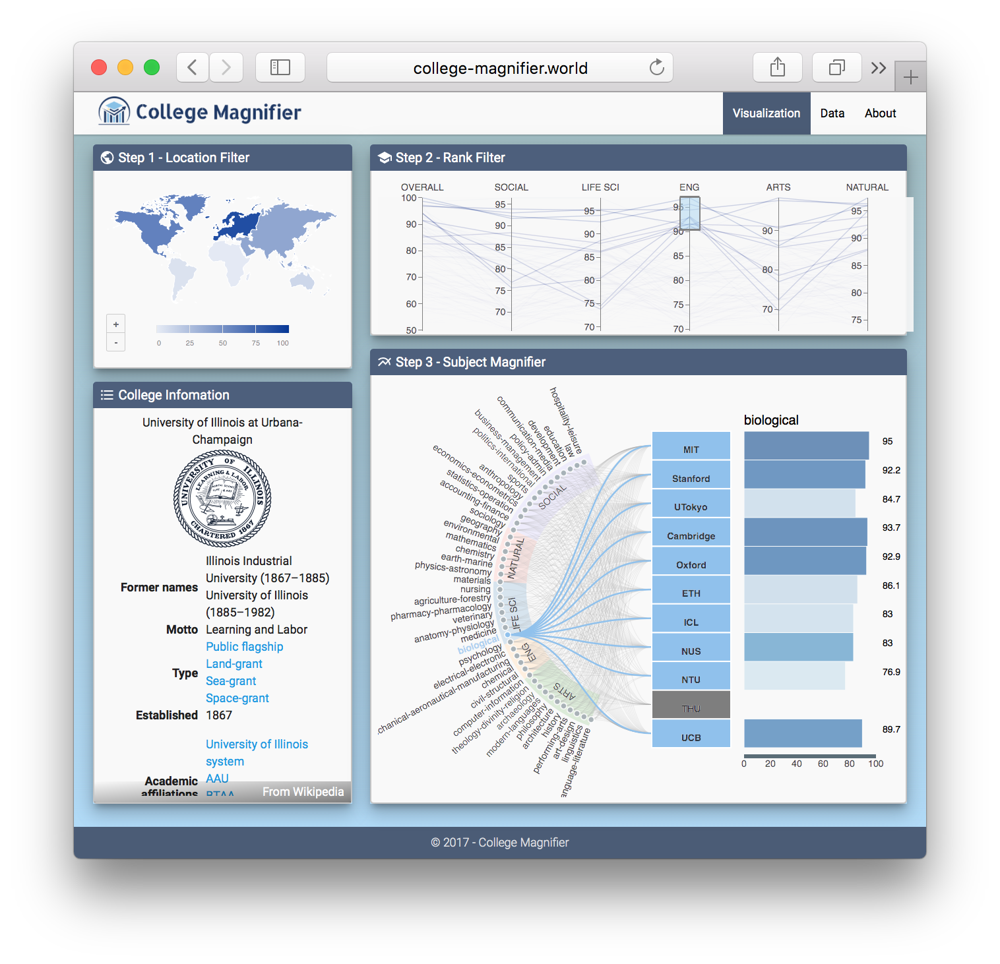 college-magnifier.world
College Magnifier
Visualization
Data
About
Step 1 - Location Filter
+
-
0 25 50 75 100
College Infomation
University of Illinois at Urbana-
Champaign
UNIVERSITY OF ILLINOIS
LEARNING & LABOR
CHARTERED 1867
Former names
Illinois Industrial
University (1867–1885)
University of Illinois
(1885–1982)
Motto Learning and Labor
Type
Public flagship
Land-grant
Sea-grant
Space-grant
Established 1867
Academic
affiliations
University of Illinois
system
AAU
BTAA
From Wikipedia
Step 2 - Rank Filter
OVERALL SOCIAL LIFE SCI ENG ARTS NATURAL
100
90
80
70
60
50
95
90
85
80
75
70
95
90
85
80
75
70
95
90
85
80
75
70
90
80
70
95
90
85
80
75
Step 3 - Subject Magnifier
hospitality-leisure
law
education
development
communication-media
policy-admin
business-management
politics-international
sports
anthropology
economics-econometrics
statistics-operation
accounting-finance
sociology
geography
environmental
mathematics
chemistry
earth-marine
physics-astronomy
materials
nursing
agriculture-forestry
pharmacy-pharmacology
veterinary
anatomy-physiology
medicine
biological
psychology
electrical-electronic
chanical-aeronautical-manufacturing
chemical
civil-structural
computer-information
theology-divinity-religion
archaeology
modern-languages
philosophy
architecture
history
performing-arts
art-design
linguistics
anguage-literature
SOCIAL
NATURAL
LIFE SCI
ENG
ARTS
biological
MIT 95
Stanford 92.2
UTokyo 84.7
Cambridge 93.7
Oxford 92.9
ETH 86.1
ICL 83
NUS 83
NTU 76.9
THU
UCB 89.7
0 20 40 60 80 100
© 2017 - College Magnifier